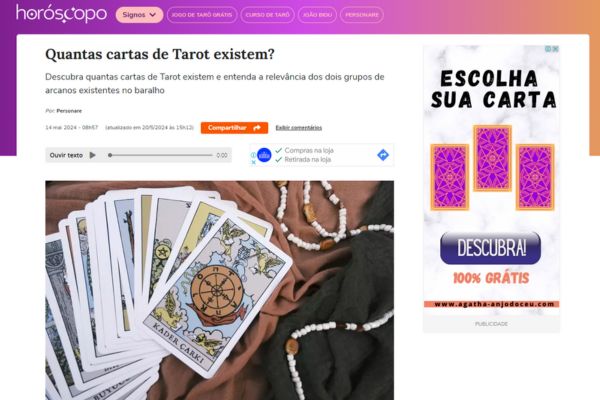 horóscopo
Signos
JOGO DE TARÔ GRÁTIS
CURSO DE TARÔ
JOÃO BIDU
PERSONARE
Quantas cartas de Tarot existem?
Descubra quantas cartas de Tarot existem e entenda a relevância dos dois grupos de
arcanos existentes no baralho
Por: Personare
14 mai 2024 - 08h57 (atualizado em 20/5/2024 às 15h12)
Compartilhar
Exibir comentários
Ouvir texto
0:00
Compras na loja
Retirada na loja
KADER CARKI
ESCOLHA
SUA CARTA
DESCUBRA!
100% GRÁTIS
www.agatha-anjodoceu.com
PUBLICIDADE